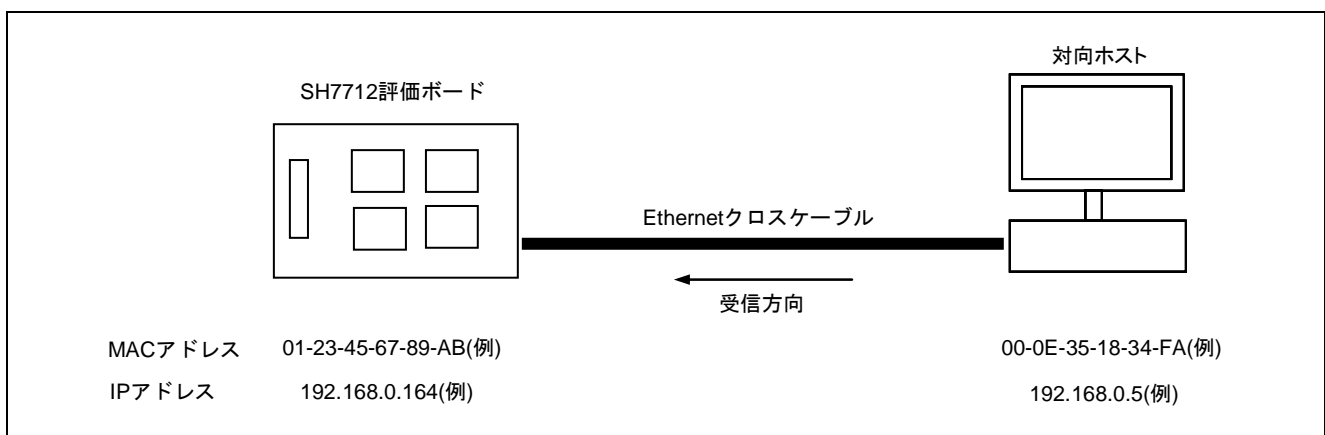 対向ホスト
SH7712評価ボード
Ethernetクロスケーブル
受信方向
MACアドレス 01-23-45-67-89-AB(例) 00-0E-35-18-34-FA(例)
IPアドレス 192.168.0.164(例) 192.168.0.5(例)